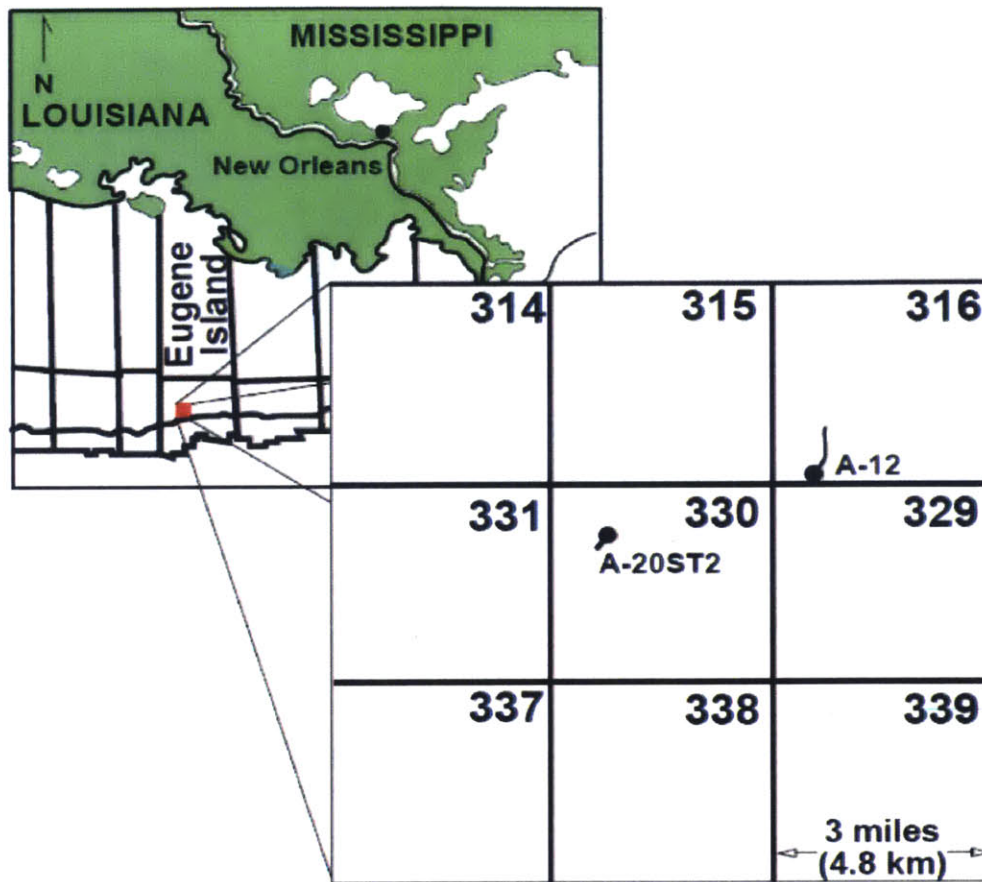 MISSISSIPPI
N
LOUISIANA
New Orleans
Eugene
Island
314
315
316
A-12
331
330
329
A-20ST2
337
338
339
3 miles
(4.8 km)